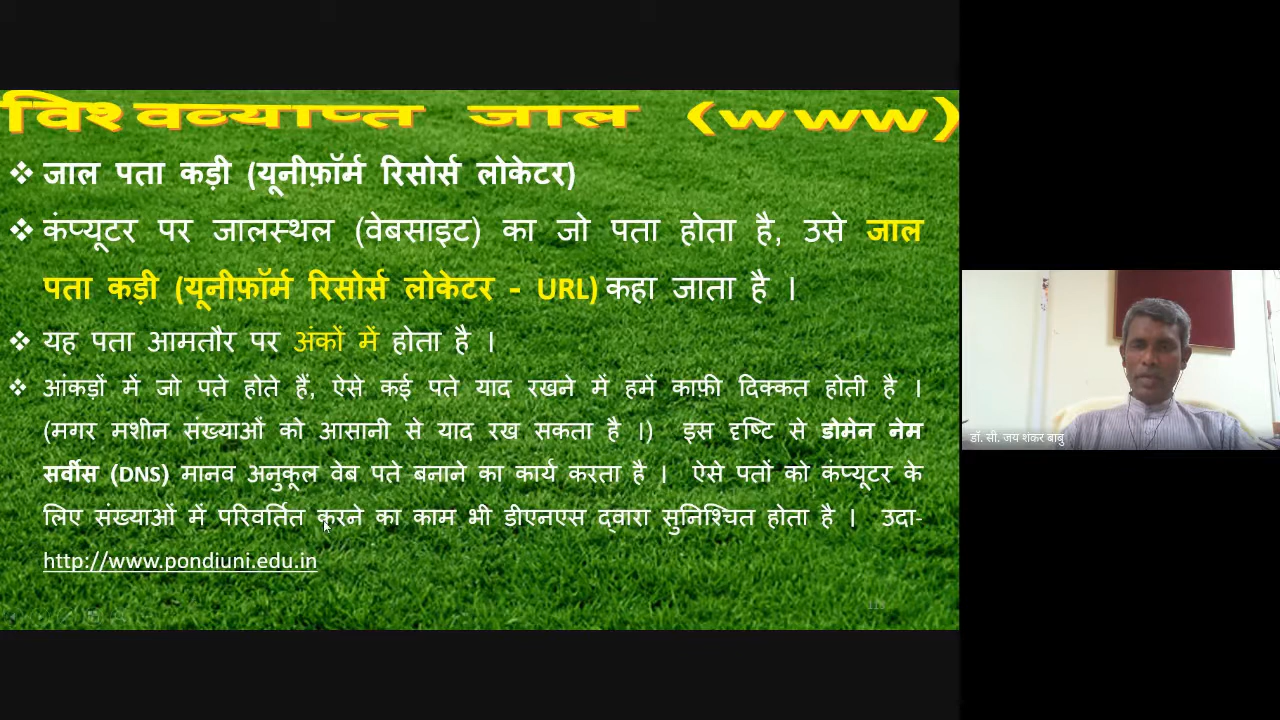 विश्वव्याप्त जाल (www)
❖ जाल पता कड़ी (यूनीफ़ॉर्म रिसोर्स लोकेटर)
❖ कंप्यूटर पर जालस्थल (वेबसाइट) का जो पता होता है, उसे जाल
पता कड़ी (यूनीफ़ॉर्म रिसोर्स लोकेटर - URL) कहा जाता है ।
❖ यह पता आमतौर पर अंकों में होता है ।
❖ आंकड़ों में जो पते होते हैं, ऐसे कई पते याद रखने में हमें काफ़ी दिक्कत होती है ।
(मगर मशीन संख्याओं को आसानी से याद रख सकता है ।) इस दृष्टि से डोमेन नेम
सर्वीस (DNS) मानव अनुकूल वेब पते बनाने का कार्य करता है । ऐसे पतों को कंप्यूटर के
लिए संख्याओं में परिवर्तित करने का काम भी डीएनएस द्वारा सुनिश्चित होता है । उदा-
http://www.pondiuni.edu.in
डॉ. सी. जय शंकर बाबु